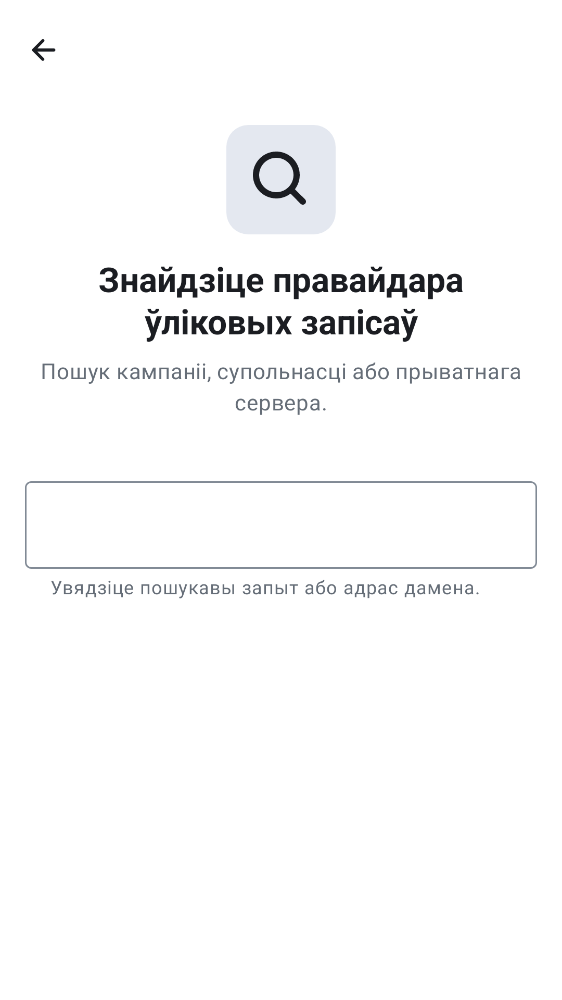 Знайдзіце правайдара
ўліковых запісаў
Пошук кампаніі, супольнасці або прыватнага
сервера.
Увядзіце пошукавы запыт або адрас дамена.